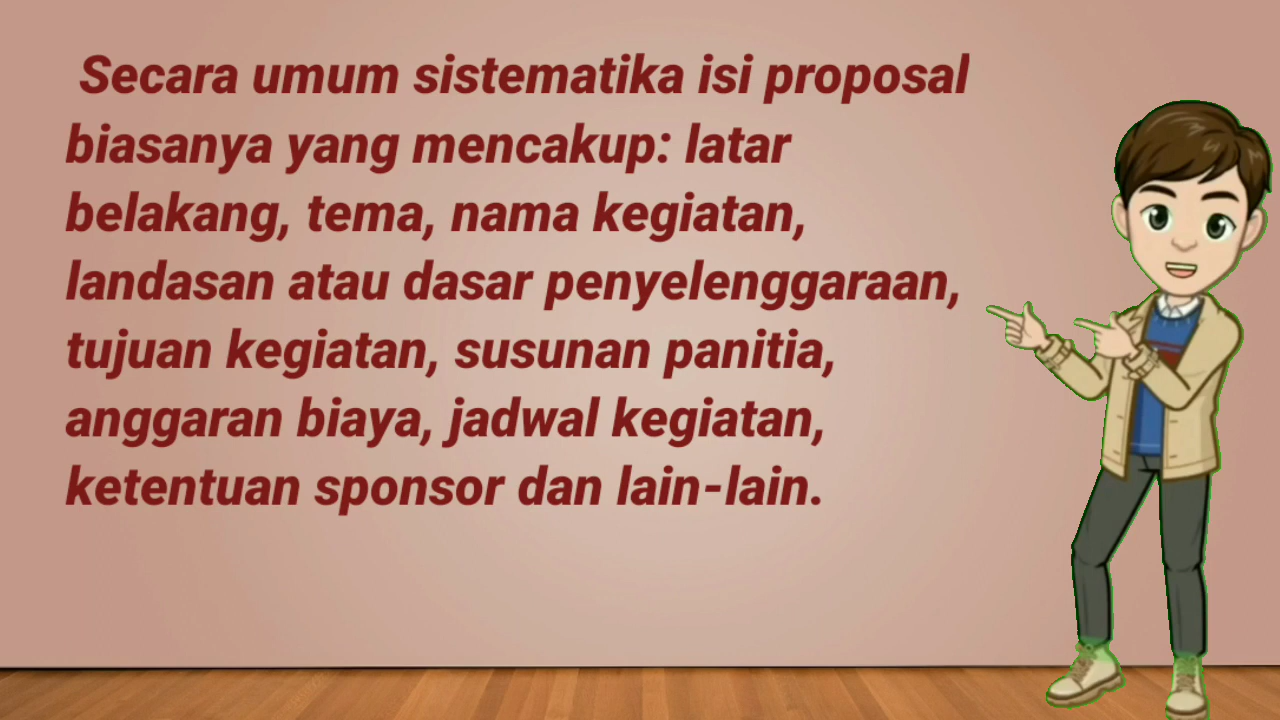 Secara umum sistematika isi proposal
biasanya yang mencakup: latar
belakang, tema, nama kegiatan,
landasan atau dasar penyelenggaraan,
tujuan kegiatan, susunan panitia,
anggaran biaya, jadwal kegiatan,
ketentuan sponsor dan lain-lain.